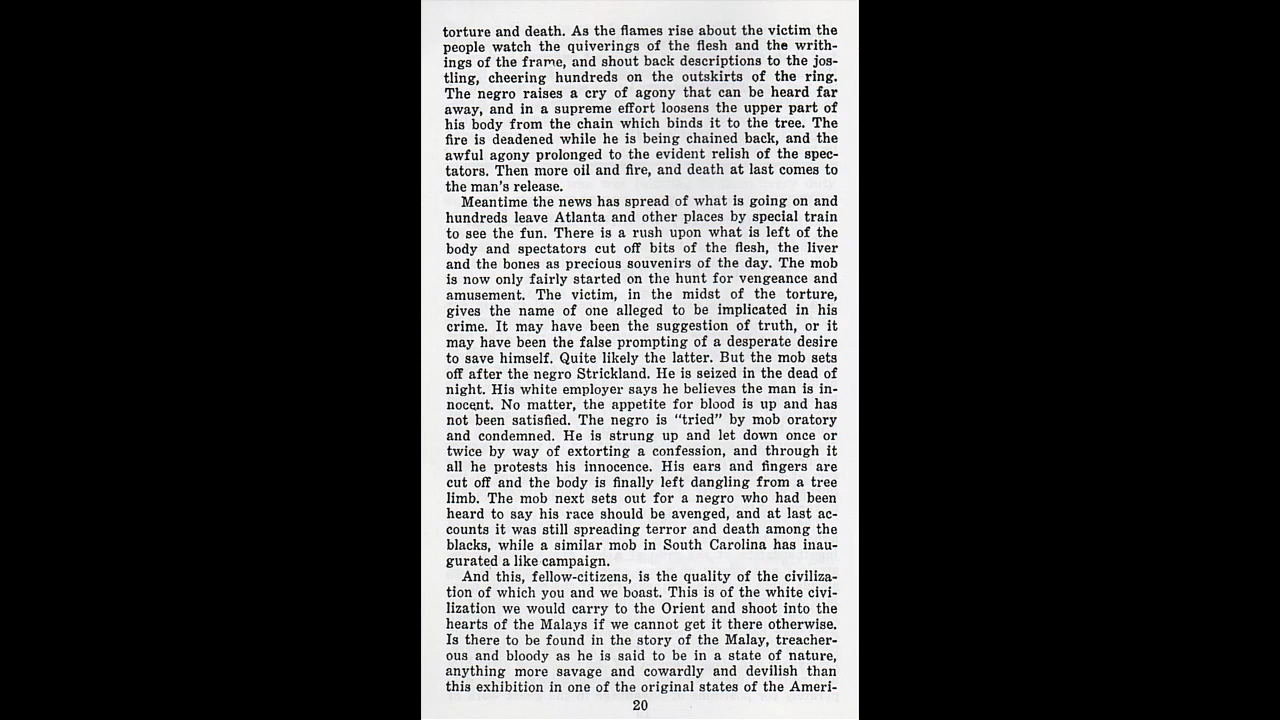 torture and death. As the flames rise about the victim the
people watch the quiverings of the flesh and the writh-
ings of the frame, and shout back descriptions to the jos-
tling, cheering hundreds on the outskirts of the ring.
The negro raises a cry of agony that can be heard far
away, and in a supreme effort loosens the upper part of
his body from the chain which binds it to the tree. The
fire is deadened while he is being chained back, and the
awful agony prolonged to the evident relish of the spec-
tators. Then more oil and fire, and death at last comes to
the man's release.
Meantime the news has spread of what is going on and
hundreds leave Atlanta and other places by special train
to see the fun. There is a rush upon what is left of the
body and spectators cut off bits of the flesh, the liver
and the bones as precious souvenirs of the day. The mob
is now only fairly started on the hunt for vengeance and
amusement. The victim, in the midst of the torture,
gives the name of one alleged to be implicated in his
crime. It may have been the suggestion of truth, or it
may have been the false prompting of a desperate desire
to save himself. Quite likely the latter. But the mob sets
off after the negro Strickland. He is seized in the dead of
night. His white employer says he believes the man is in-
nocent. No matter, the appetite for blood is up and has
not been satisfied. The negro is "tried" by mob oratory
and condemned. He is strung up and let down once or
twice by way of extorting a confession, and through it
all he protests his innocence. His ears and fingers are
cut off and the body is finally left dangling from a tree
limb. The mob next sets out for a negro who had been
heard to say his race should be avenged, and at last ac-
counts it was still spreading terror and death among the
blacks, while a similar mob in South Carolina has inau-
gurated a like campaign.
And this, fellow-citizens, is the quality of the civiliza-
tion of which you and we boast. This is of the white civi-
lization we would carry to the Orient and shoot into the
hearts of the Malays if we cannot get it there otherwise.
Is there to be found in the story of the Malay, treacher-
ous and bloody as he is said to be in a state of nature,
anything more savage and cowardly and devilish than
this exhibition in one of the original states of the Ameri-
20